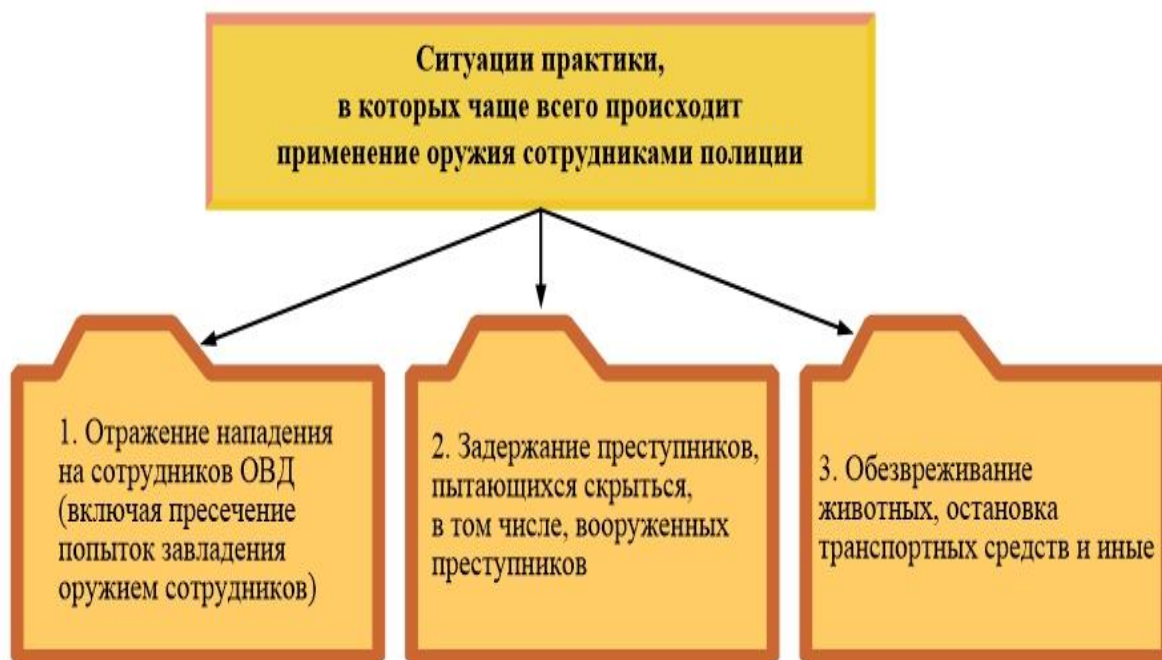 Ситуации практики,
в которых чаще всего происходит
применение оружия сотрудниками полиции
1. Отражение нападения
на сотрудников ОВД
(включая пресечение
попыток завладения
оружием сотрудников)
2. Задержание преступников,
пытающихся скрыться,
в том числе, вооруженных
преступников
3. Обезвреживание
животных, остановка
транспортных средств и иные